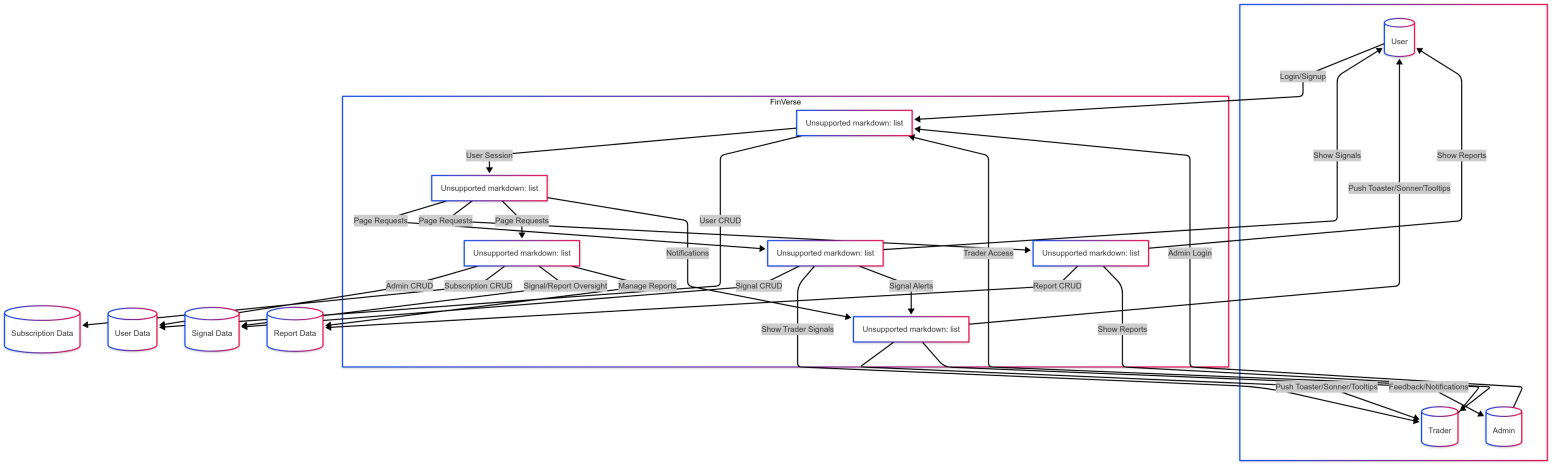 User
Login/Signup
FinVerse
Unsupported markdown: list
User Session
Show Signals
Show Reports
Unsupported markdown: list
Push Toaster/Sonner/Tooltips
Page Requests
Page Requests
Page Requests
User CRUD
Unsupported markdown: list
Notifications
Unsupported markdown: list
Trader Access
Unsupported markdown: list
Admin Login
Admin CRUD
Subscription CRUD
Signal/Report Oversight
Manage Reports
Signal CRUD
Signal Alerts
Report CRUD
Subscription Data
User Data
Signal Data
Report Data
Show Trader Signals
Unsupported markdown: list
Show Reports
Push Toaster/Sonner/Tooltips
Feedback/Notifications
Trader
Admin